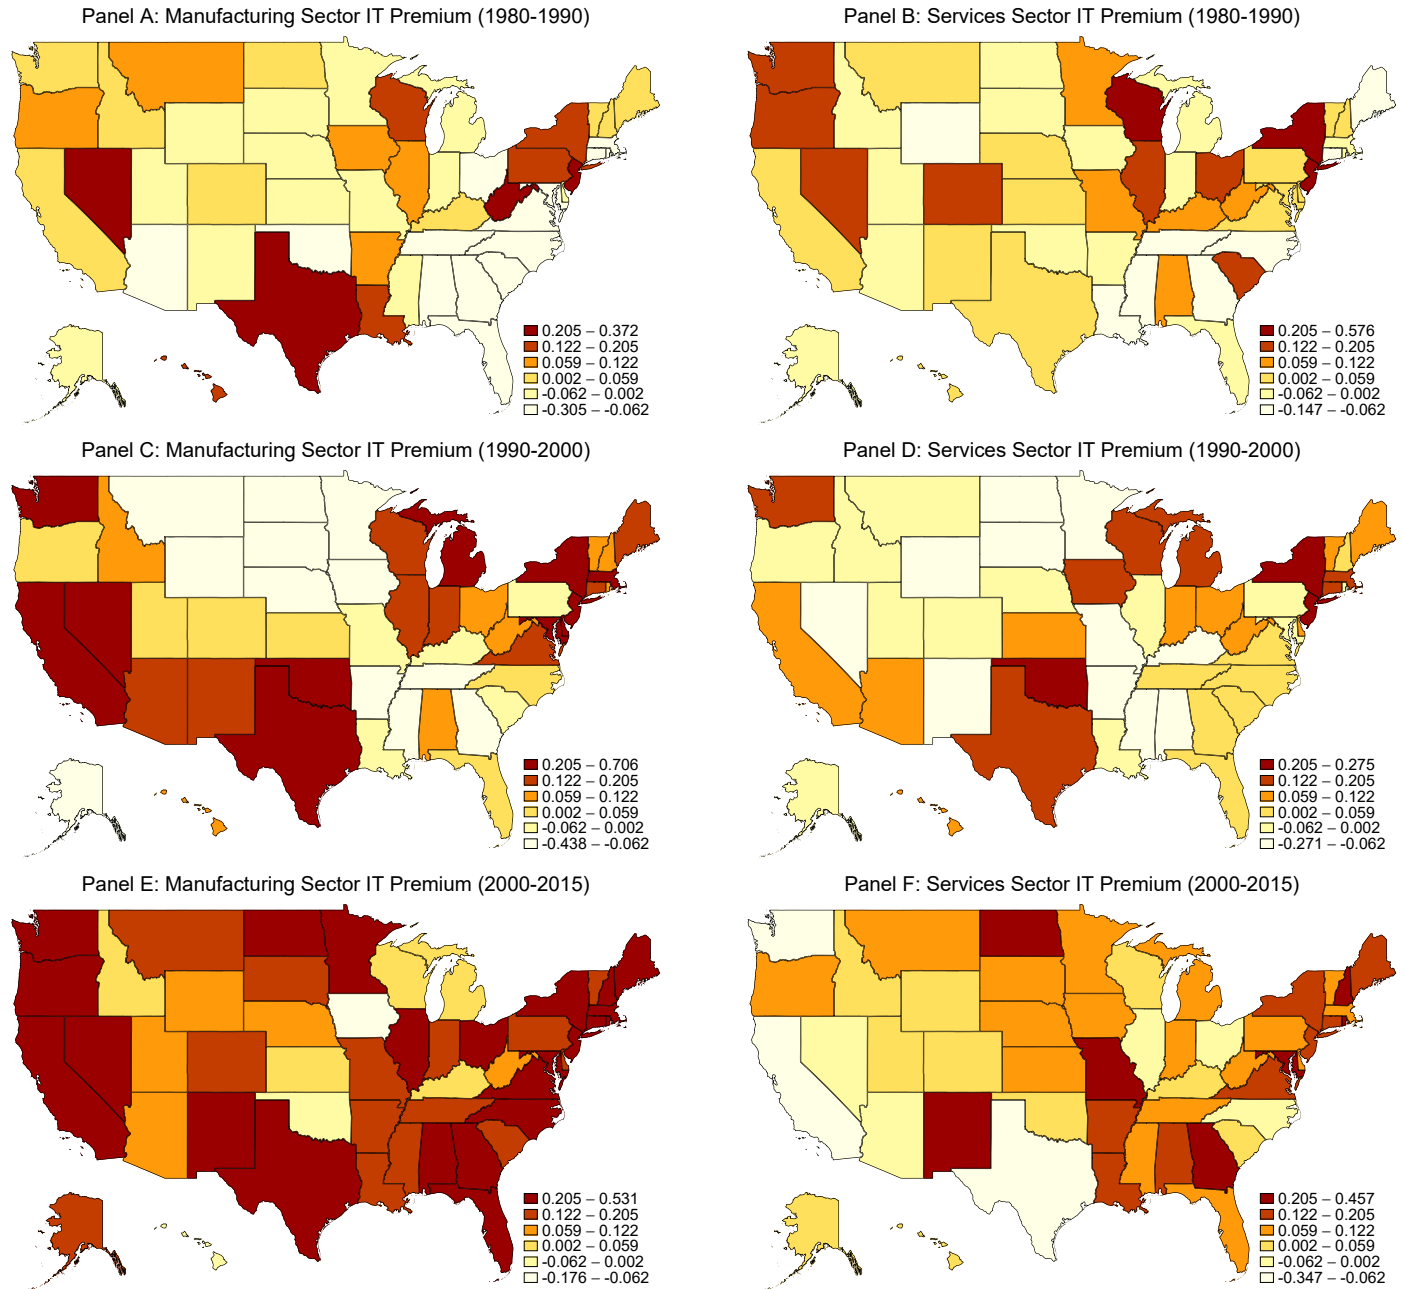 Panel A: Manufacturing Sector IT Premium (1980-1990)
0.205 – 0.372
0.122 – 0.205
0.059 – 0.122
0.002 – 0.059
-0.062 – 0.002
-0.305 – -0.062
Panel B: Services Sector IT Premium (1980-1990)
0.205 – 0.576
0.122 – 0.205
0.059 – 0.122
0.002 – 0.059
-0.062 – 0.002
-0.147 – -0.062
Panel C: Manufacturing Sector IT Premium (1990-2000)
0.205 – 0.706
0.122 – 0.205
0.059 – 0.122
0.002 – 0.059
-0.062 – 0.002
-0.438 – -0.062
Panel D: Services Sector IT Premium (1990-2000)
0.205 – 0.275
0.122 – 0.205
0.059 – 0.122
0.002 – 0.059
-0.062 – 0.002
-0.271 – -0.062
Panel E: Manufacturing Sector IT Premium (2000-2015)
0.205 – 0.531
0.122 – 0.205
0.059 – 0.122
0.002 – 0.059
-0.062 – 0.002
-0.176 – -0.062
Panel F: Services Sector IT Premium (2000-2015)
0.205 – 0.457
0.122 – 0.205
0.059 – 0.122
0.002 – 0.059
-0.062 – 0.002
-0.347 – -0.062